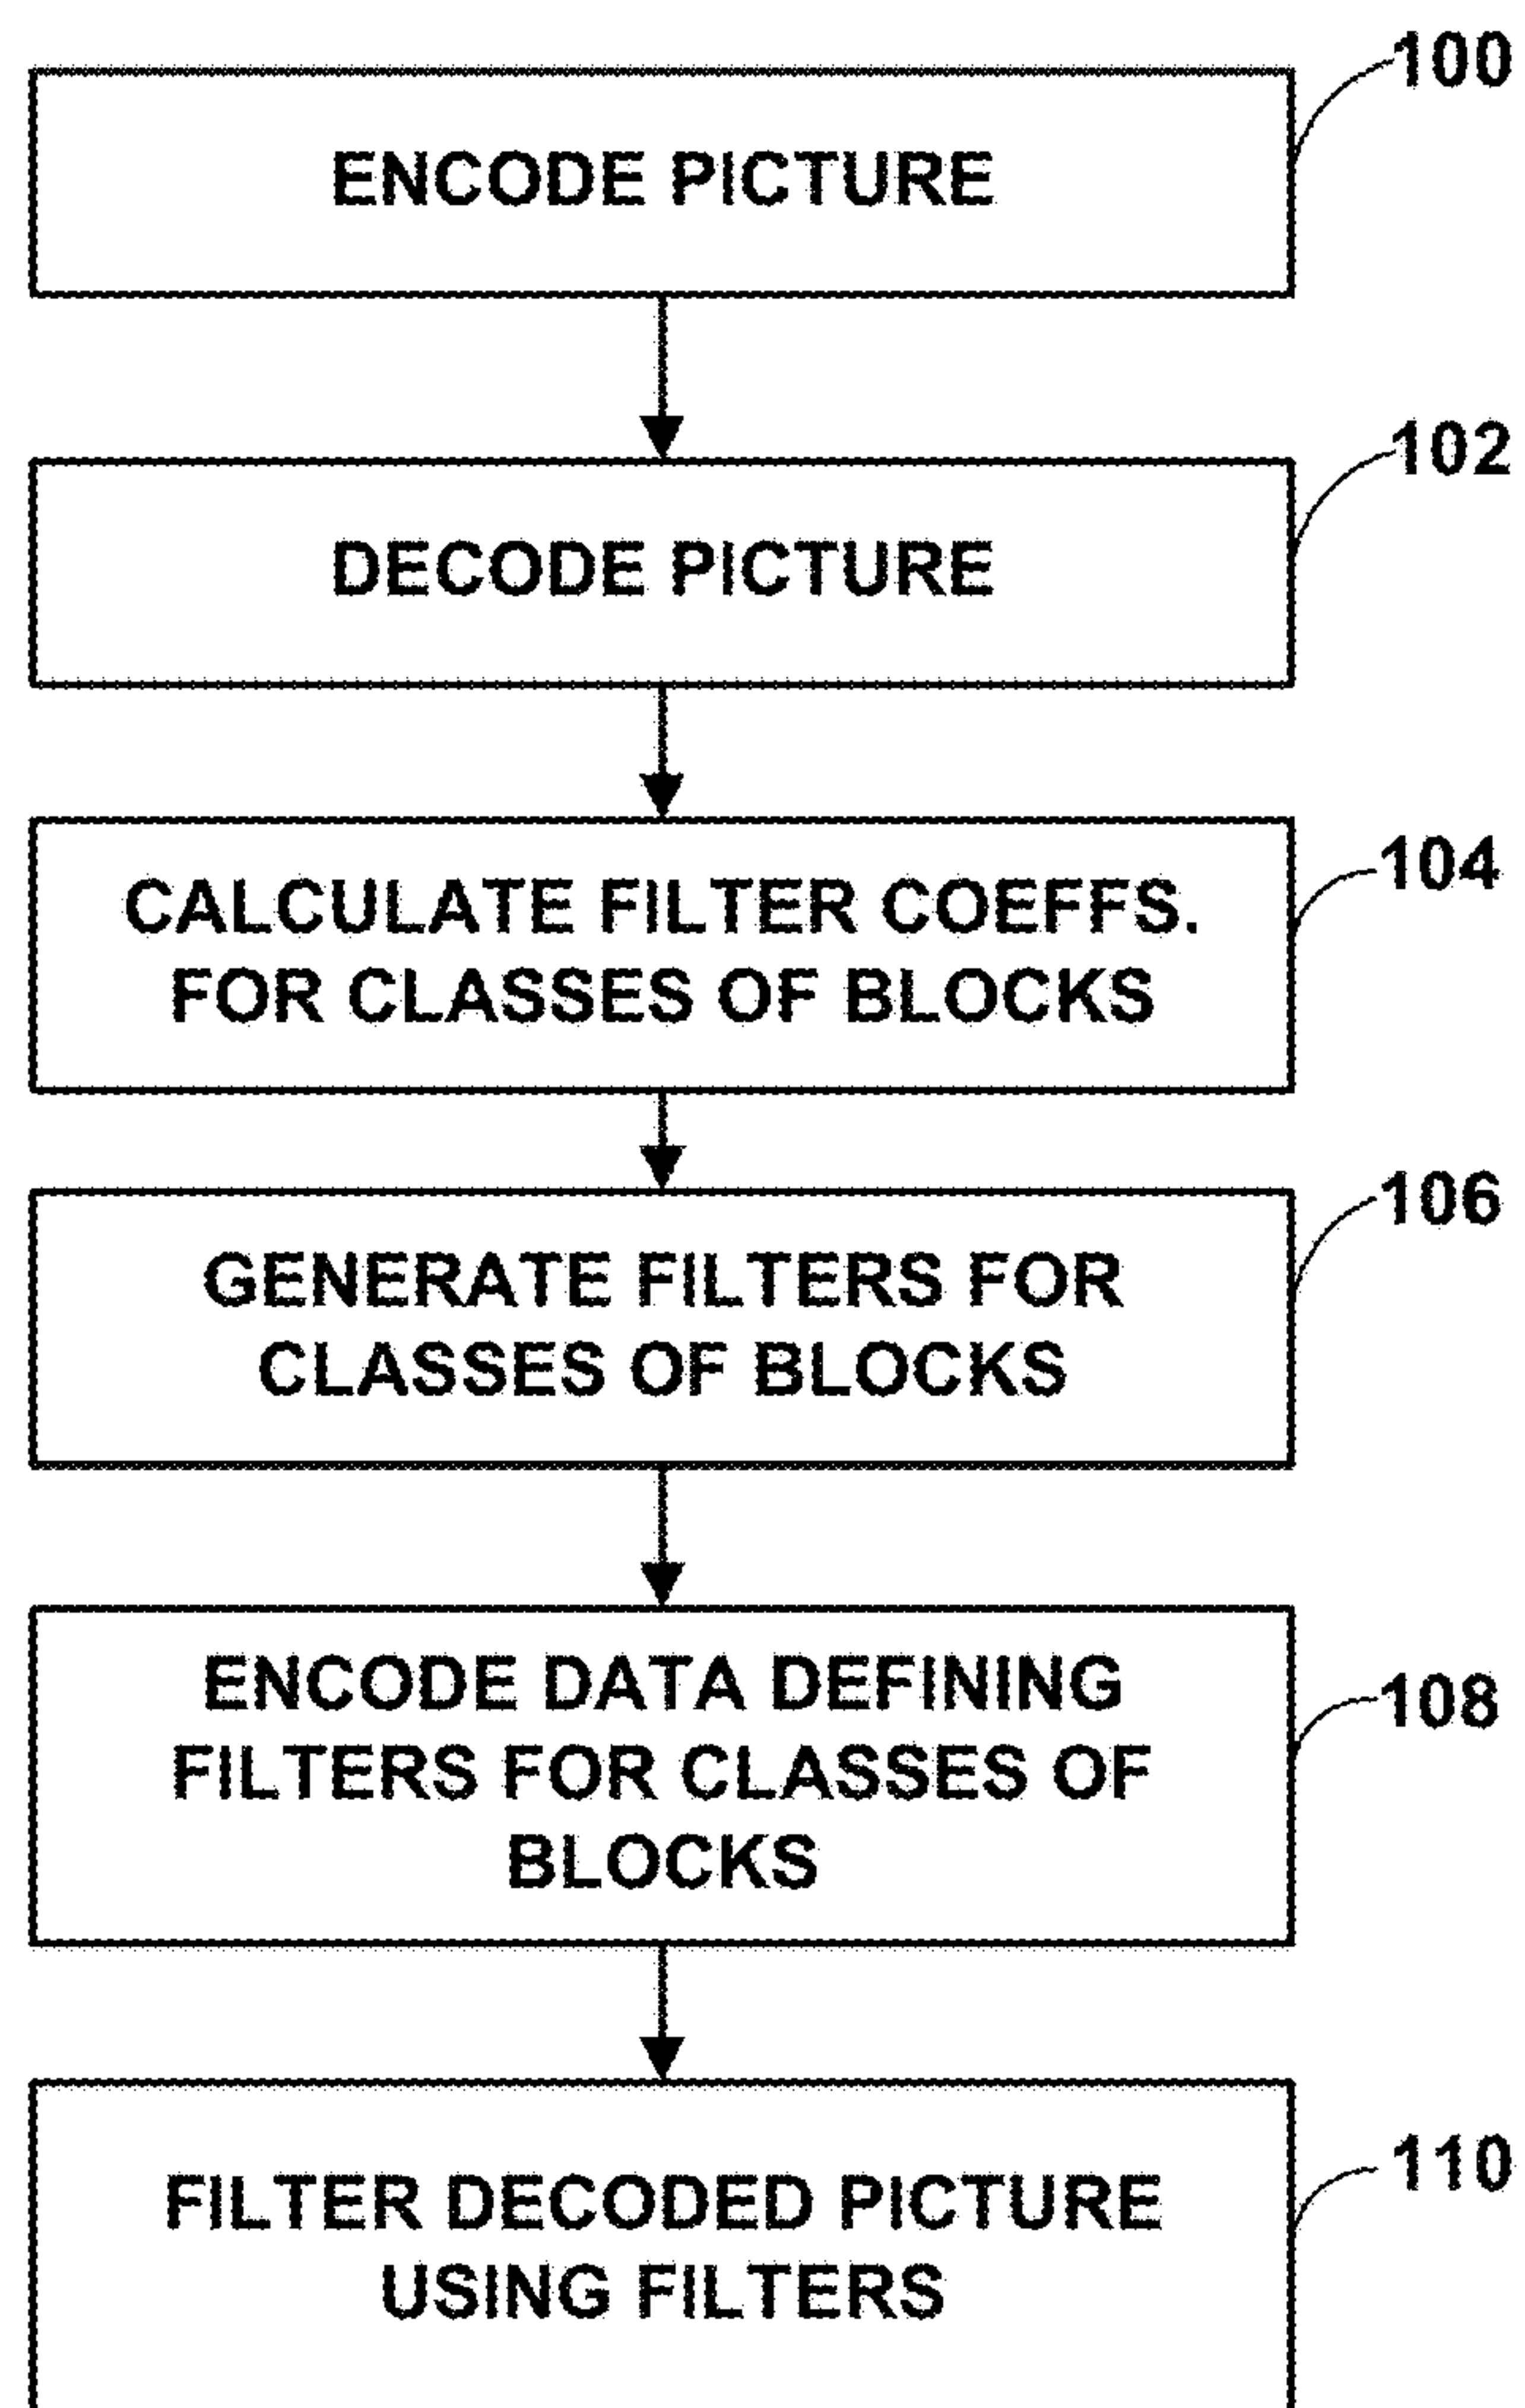 100
ENCODE PICTURE
102
DECODE PICTURE
104
CALCULATE FILTER COEFFS.
FOR CLASSES OF BLOCKS
106
GENERATE FILTERS FOR
CLASSES OF BLOCKS
108
ENCODE DATA DEFINING
FILTERS FOR CLASSES OF
BLOCKS
110
FILTER DECODED PICTURE
USING FILTERS